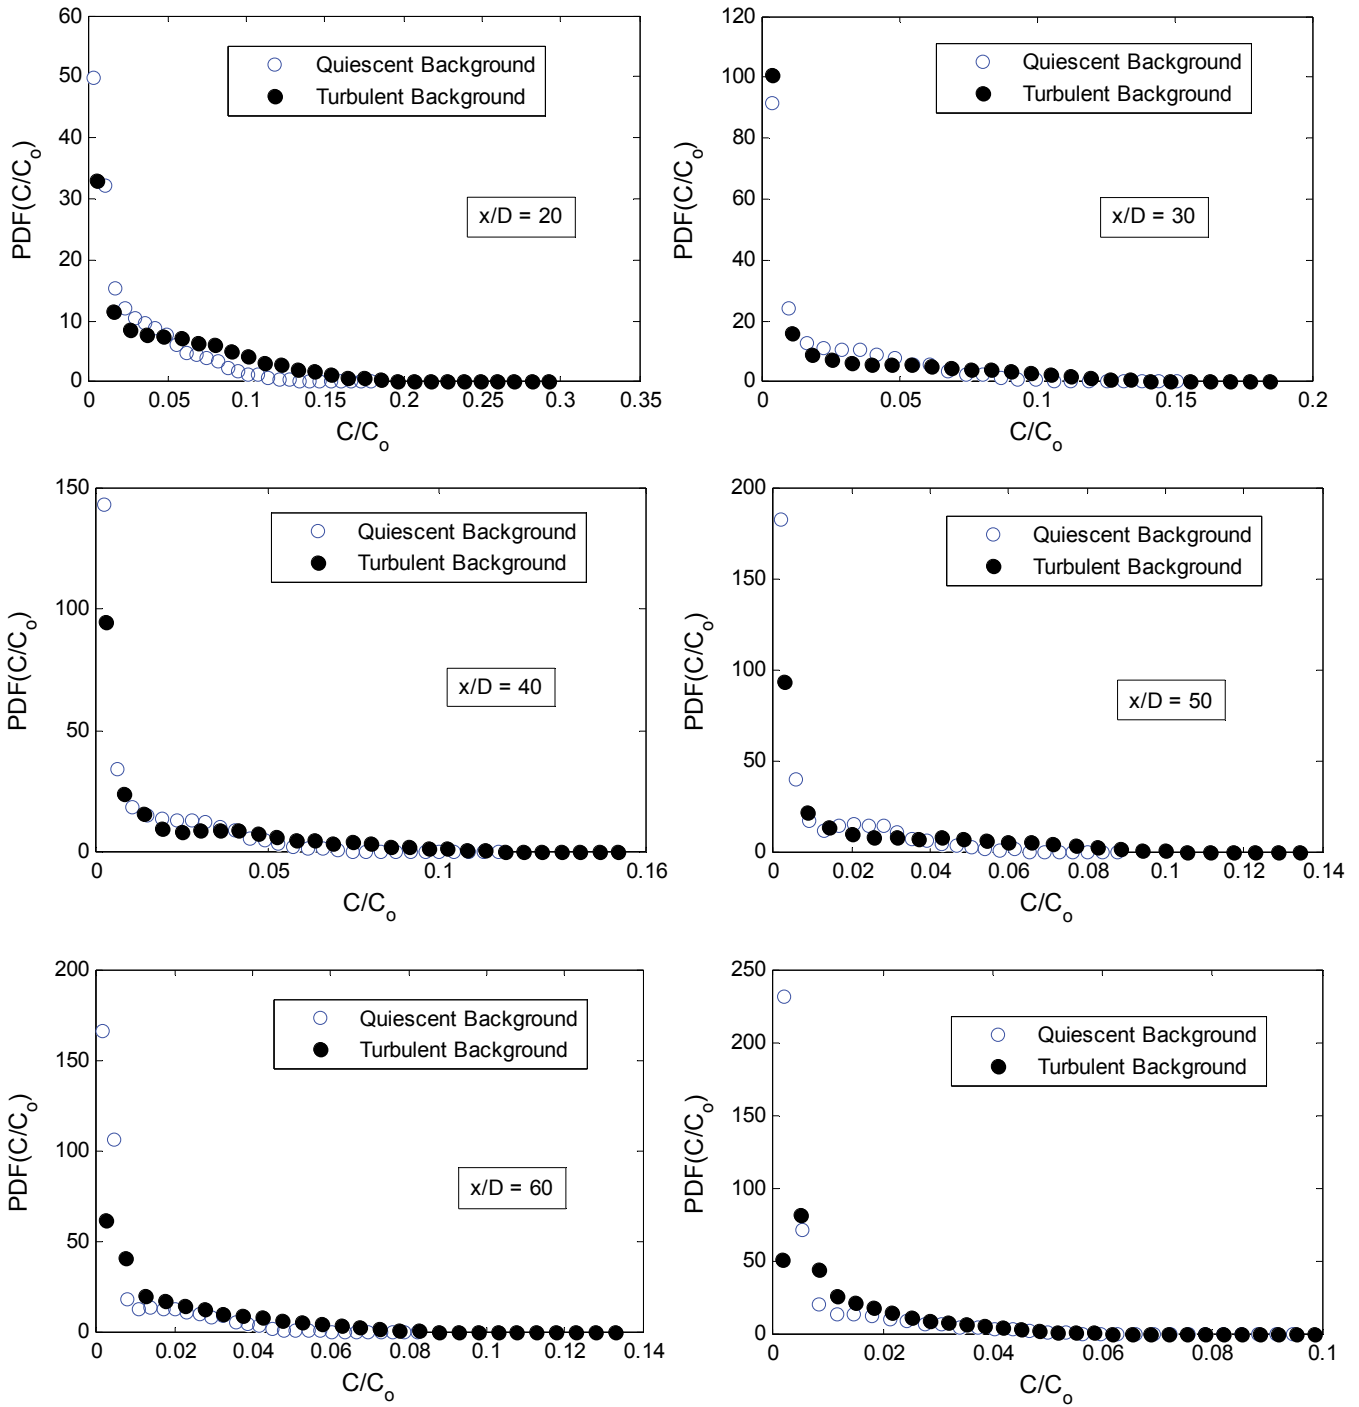 60
50
40
30
20
10
0
0
0.05
0.1
0.15
0.2
0.25
0.3
0.35
PDF(C/Co)
C/Co
Quiescent Background
Turbulent Background
x/D = 20
120
100
80
60
40
20
0
0
0.05
0.1
0.15
0.2
PDF(C/Co)
C/Co
Quiescent Background
Turbulent Background
x/D = 30
150
100
50
0
0
0.05
0.1
0.16
PDF(C/Co)
C/Co
Quiescent Background
Turbulent Background
x/D = 40
200
150
100
50
0
0
0.02
0.04
0.06
0.08
0.1
0.12
0.14
PDF(C/Co)
C/Co
Quiescent Background
Turbulent Background
x/D = 50
200
150
100
50
0
0
0.02
0.04
0.06
0.08
0.1
0.12
0.14
PDF(C/Co)
C/Co
Quiescent Background
Turbulent Background
x/D = 60
250
200
150
100
50
0
0
0.02
0.04
0.06
0.08
0.1
PDF(C/Co)
C/Co
Quiescent Background
Turbulent Background